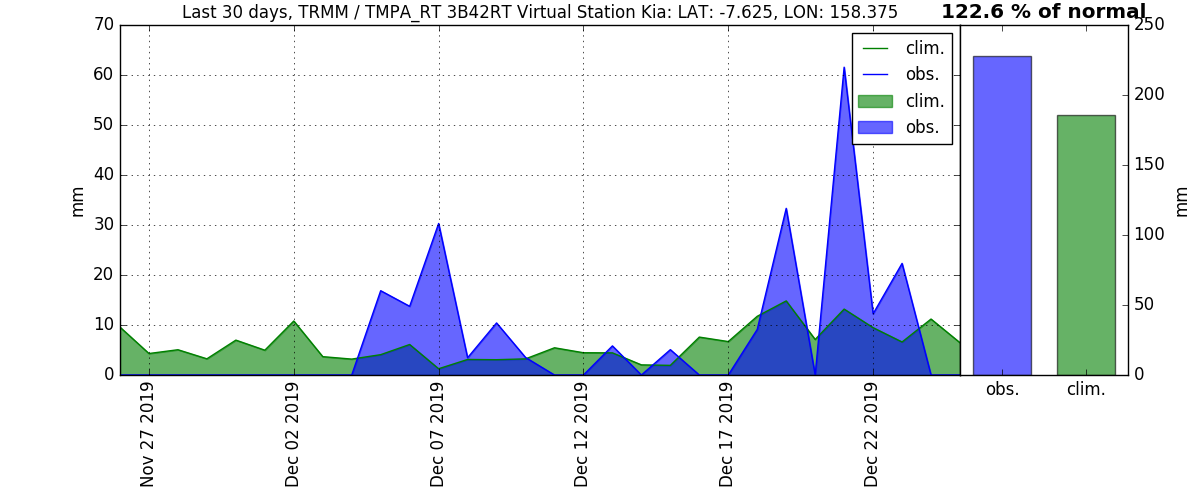 Last 30 days, TRMM / TMPA_RT 3B42RT Virtual Station Kia: LAT: -7.625, LON: 158.375
122.6 % of normal
70
60
50
40
30
20
10
0
mm
clim.
obs.
clim.
obs.
250
200
150
100
50
0
mm
obs.
clim.
Nov 27 2019
Dec 02 2019
Dec 07 2019
Dec 12 2019
Dec 17 2019
Dec 22 2019